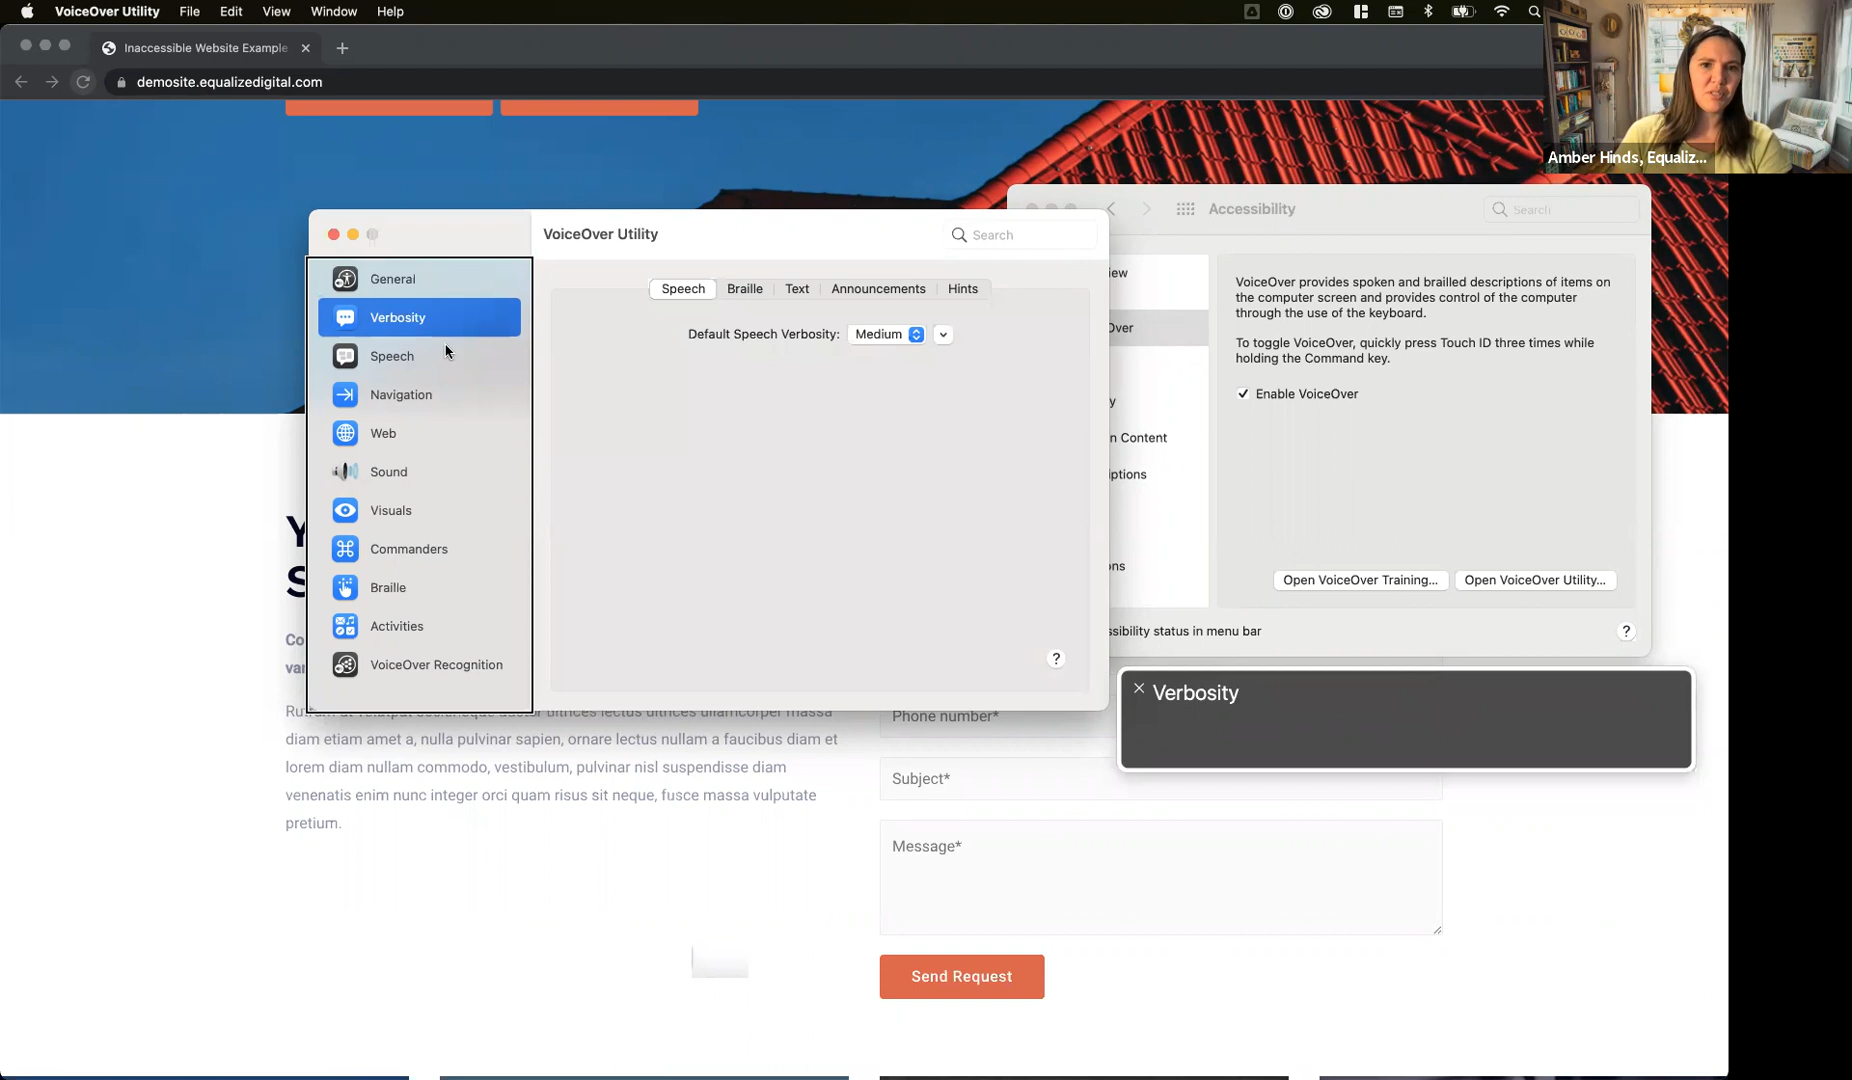 VoiceOver Utility File Edit View Window Help
Inaccessible Website Example
demosite.equalizedigital.com
Amber Hinds, Equaliz...
VoiceOver Utility
Search
General
Verbosity
Speech
Navigation
Web
Sound
Visuals
Commanders
Braille
Activities
VoiceOver Recognition
Speech Braille Text Announcements Hints
Default Speech Verbosity: Medium
?
Accessibility
Search
iew
Over
y
n Content
iptions
ons
VoiceOver provides spoken and brailled descriptions of items on
the computer screen and provides control of the computer
through the use of the keyboard.
To toggle VoiceOver, quickly press Touch ID three times while
holding the Command key.
Enable VoiceOver
Open VoiceOver Training... Open VoiceOver Utility...
ssibility status in menu bar
?
Verbosity
Y
S
Co
var
diam etiam amet a, nulla pulvinar sapien, ornare lectus nullam a faucibus diam et
lorem diam nullam commodo, vestibulum, pulvinar nisl suspendisse diam
venenatis enim nunc integer orci quam risus sit neque, fusce massa vulputate
pretium.
Phone number*
Subject*
Message*
Send Request